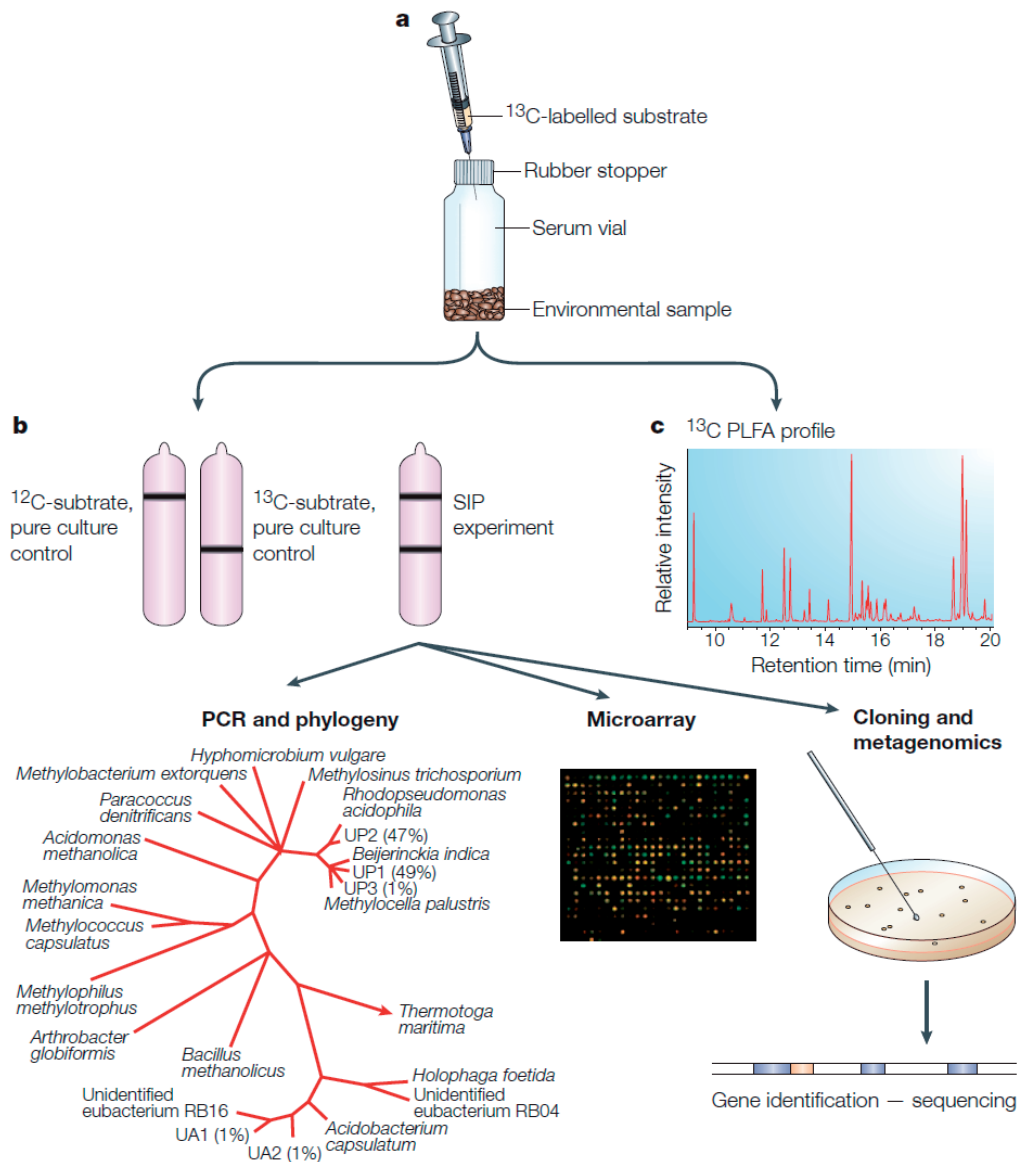 a
13C-labelled substrate
Rubber stopper
Serum vial
Environmental sample
b
12C-subtrate,
pure culture
control
13C-subtrate,
pure culture
control
SIP
experiment
c
13C PLFA profile
Relative intensity
10 12 14 16 18 20
Retention time (min)
PCR and phylogeny
Hyphomicrobium vulgare
Methylobacterium extorquens
Methylosinus trichosporium
Paracoccus
denitrificans
Rhodopseudomonas
acidophila
Acidomonas
methanolica
UP2 (47%)
Beijerinckia indica
UP1 (49%)
UP3 (1%)
Methylocella palustris
Methylomonas
methanica
Methylococcus
capsulatus
Methylophilus
methylotrophus
Arthrobacter
globiformis
Bacillus
methanolicus
Thermotoga
maritima
Unidentified
eubacterium RB16
UA1 (1%)
UA2 (1%)
Holophaga foetida
Unidentified
eubacterium RB04
Acidobacterium
capsulatum
Microarray
Cloning and
metagenomics
Gene identification — sequencing